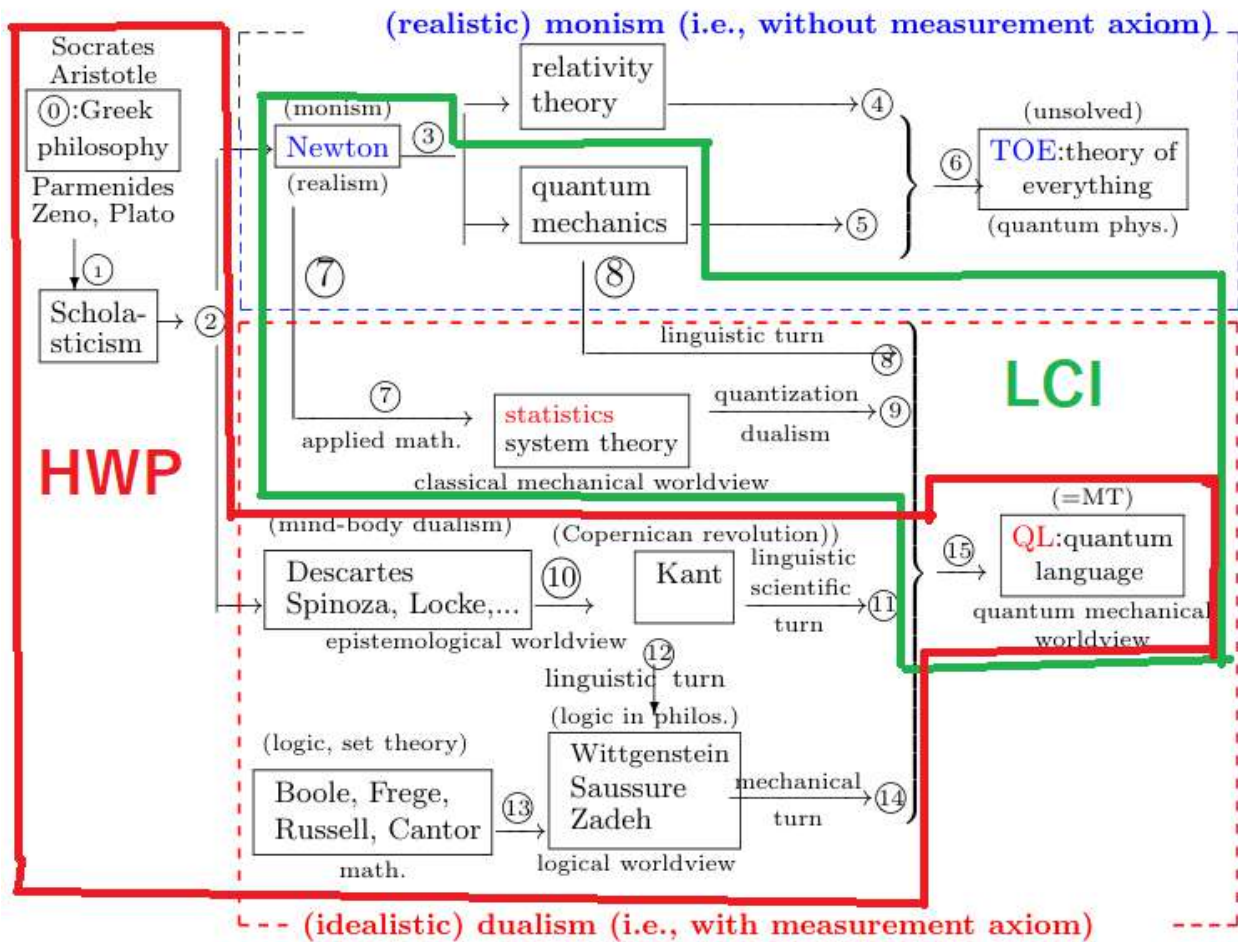 (realistic) monism (i.e., without measurement axiom)
Socrates
Aristotle
⓪:Greek
philosophy
Parmenides
Zeno, Plato
①
Schola-
sticism
②
HWP
(monism)
Newton
(realism)
③
relativity
theory
④
quantum
mechanics
⑤
⑥
(unsolved)
TOE:theory of
everything
(quantum phys.)
⑦
⑧
linguistic turn
⑧
⑦
applied math.
statistics
system theory
classical mechanical worldview
quantization
dualism
⑨
LCI
(mind-body dualism)
Descartes
Spinoza, Locke,...
epistemological worldview
⑩
(Copernican revolution))
Kant
linguistic
scientific
turn
⑪
⑫
linguistic turn
(logic in philos.)
Wittgenstein
Saussure
Zadeh
logical worldview
(logic, set theory)
Boole, Frege,
Russell, Cantor
math.
⑬
mechanical
turn
⑭
⑮
(=MT)
QL:quantum
language
quantum mechanical
worldview
(idealistic) dualism (i.e., with measurement axiom)